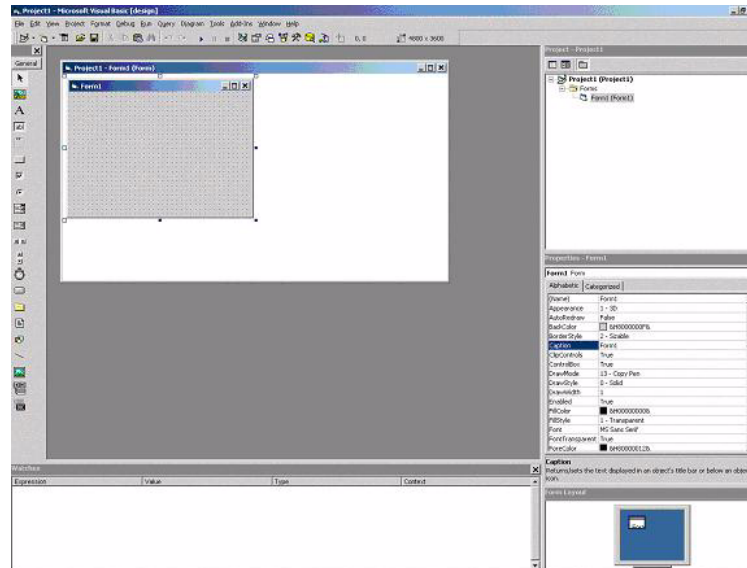 Project1 - Microsoft Visual Basic [design]
File Edit View Project Format Debug Run Query Diagram Tools Add-Ins Window Help
0, 0 4800 x 3600
General
Project1 - Form1 (Form)
Form1
Project - Project1
Project1 (Project1)
Forms
Form1 (Form1)
Properties - Form1
Form1 Form
Alphabetic Categorized
(Name) Form1
Appearance 1 - 3D
AutoRedraw False
BackColor &H8000000F&
BorderStyle 2 - Sizable
Caption Form1
ClipControls True
ControlBox True
DrawMode 13 - Copy Pen
DrawStyle 0 - Solid
DrawWidth 1
Enabled True
FillColor &H00000000&
FillStyle 1 - Transparent
Font MS Sans Serif
FontTransparent True
ForeColor &H80000012&
Caption
Returns/sets the text displayed in an object's title bar or below an object's
icon.
Watches
Expression Value Type Context
Form Layout